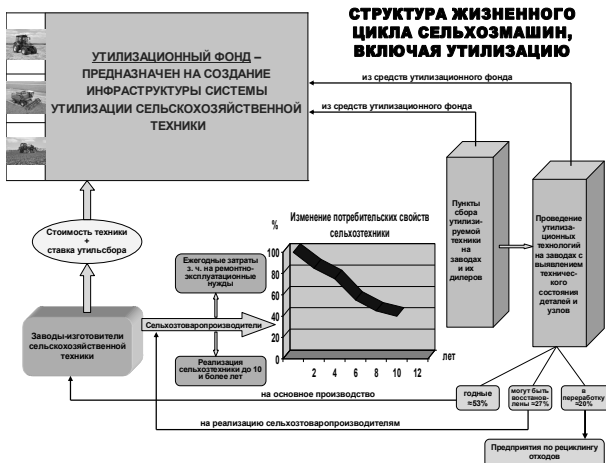 СТРУКТУРА ЖИЗНЕННОГО
ЦИКЛА СЕЛЬХОЗМАШИН,
ВКЛЮЧАЯ УТИЛИЗАЦИЮ
УТИЛИЗАЦИОННЫЙ ФОНД –
ПРЕДНАЗНАЧЕН НА СОЗДАНИЕ
ИНФРАСТРУКТУРЫ СИСТЕМЫ
УТИЛИЗАЦИИ СЕЛЬСКОХОЗЯЙСТВЕННОЙ
ТЕХНИКИ
из средств утилизационного фонда
из средств утилизационного фонда
Стоимость техники
+
ставка утильсбора
Заводы-изготовители
сельскохозяйственной
техники
Сельхозтоваропроизводители
Ежегодные затраты
з. ч. на ремонтно-
эксплуатационные
нужды
Реализация
сельхозтехники до 10
и более лет
Изменение потребительских свойств
сельхозтехники
%
100
80
60
40
20
0
2 4 6 8 10 12
лет
Пункты
сбора
утилизи-
руемой
техники
на
заводах
и их
дилеров
Проведение
утилиза-
ционных
технологий
на заводах с
выявлением
техничес-
кого
состояния
деталей и
узлов
годные
≈53%
могут быть
восстанов-
лены ≈27%
в
переработку
≈20%
на основное производство
на реализацию сельхозтоваропроизводителям
Предприятия по рециклингу
отходов